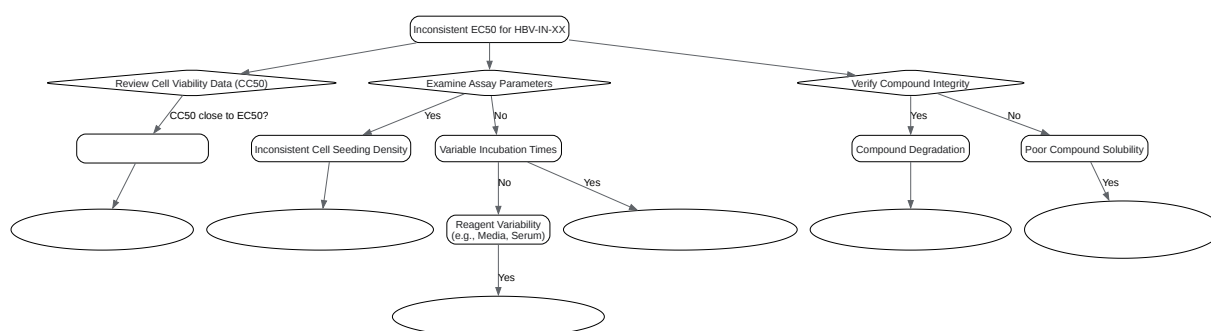 Inconsistent EC50 for HBV-IN-XX
Review Cell Viability Data (CC50)
Examine Assay Parameters
Verify Compound Integrity
CC50 close to EC50?
Yes
No
Yes
No
Inconsistent Cell Seeding Density
Variable Incubation Times
Compound Degradation
Poor Compound Solubility
No
Yes
Yes
Reagent Variability
(e.g., Media, Serum)
Yes